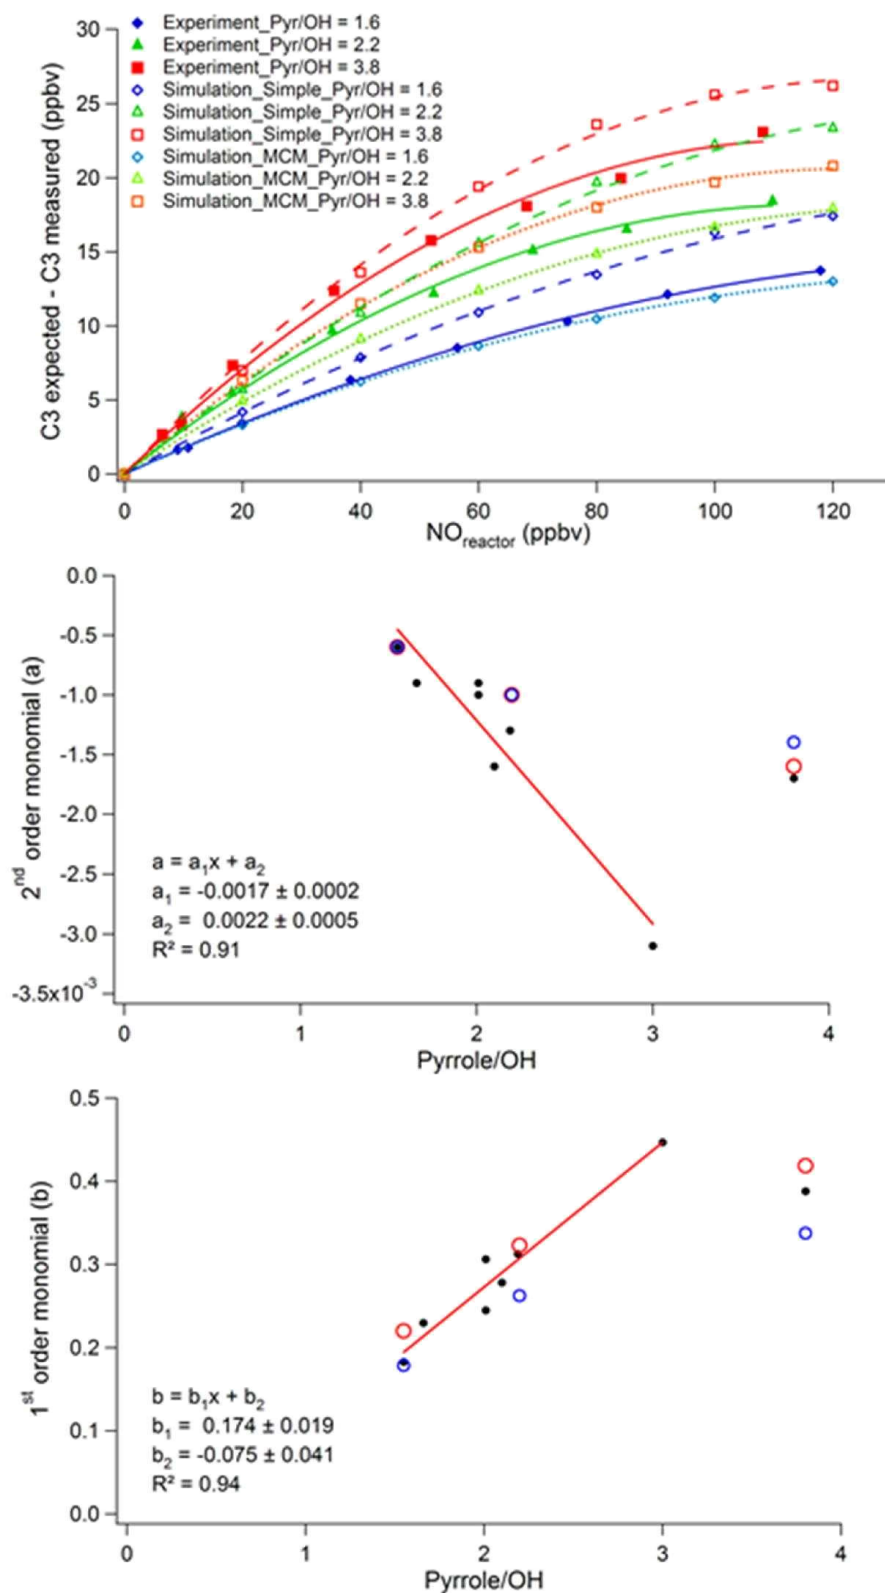 Experiment_Pyr/OH = 1.6
Experiment_Pyr/OH = 2.2
Experiment_Pyr/OH = 3.8
Simulation_Simple_Pyr/OH = 1.6
Simulation_Simple_Pyr/OH = 2.2
Simulation_Simple_Pyr/OH = 3.8
Simulation_MCM_Pyr/OH = 1.6
Simulation_MCM_Pyr/OH = 2.2
Simulation_MCM_Pyr/OH = 3.8
C3 expected - C3 measured (ppbv)
30
25
20
15
10
5
0
0 20 40 60 80 100 120
NOreactor (ppbv)
2nd order monomial (a)
0.0
-0.5
-1.0
-1.5
-2.0
-2.5
-3.0
-3.5x10-3
a = a1x + a2
a1 = -0.0017 ± 0.0002
a2 = 0.0022 ± 0.0005
R² = 0.91
0 1 2 3 4
Pyrrole/OH
1st order monomial (b)
0.5
0.4
0.3
0.2
0.1
0.0
b = b1x + b2
b1 = 0.174 ± 0.019
b2 = -0.075 ± 0.041
R² = 0.94
0 1 2 3 4
Pyrrole/OH